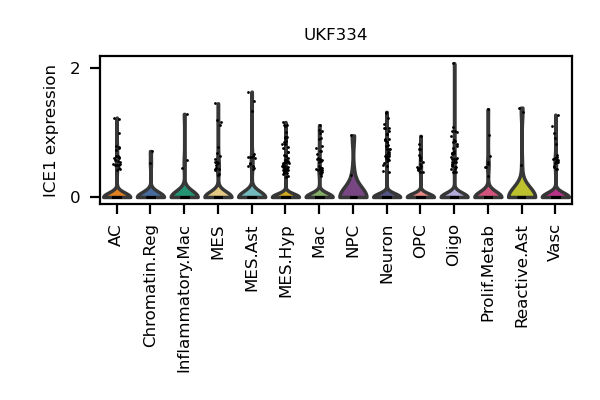 UKF334
ICE1 expression
2
0
AC
Chromatin.Reg
Inflammatory.Mac
MES
MES.Ast
MES.Hyp
Mac
NPC
Neuron
OPC
Oligo
Prolif.Metab
Reactive.Ast
Vasc